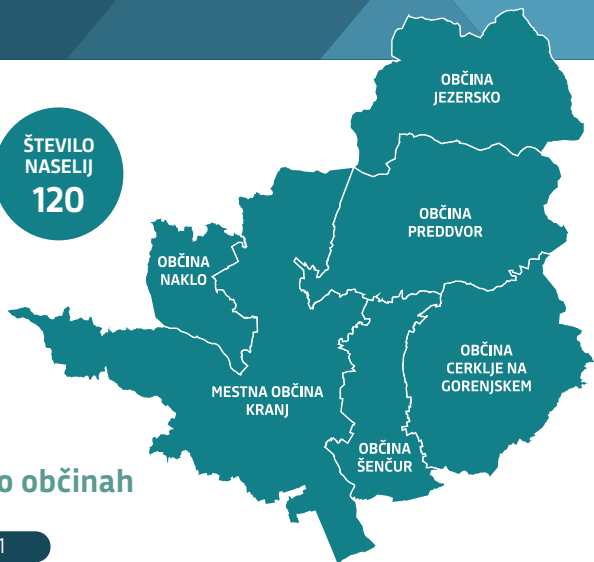 OBČINA
JEZERSKO
ŠTEVILO
NASELIJ
120
OBČINA
PREDDVOR
OBČINA
NAKLO
OBČINA
CERKLJE NA
GORENJSKEM
MESTNA OBČINA
KRANJ
OBČINA
ŠENČUR
o občinah
1